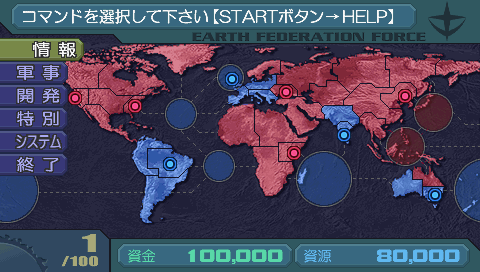 コマンドを選択して下さい【STARTボタン→HELP】
EARTH FEDERATION FORCE
情報
軍事
開発
特別
システム
終了
1
/100
資金 100,000
資源 80,000